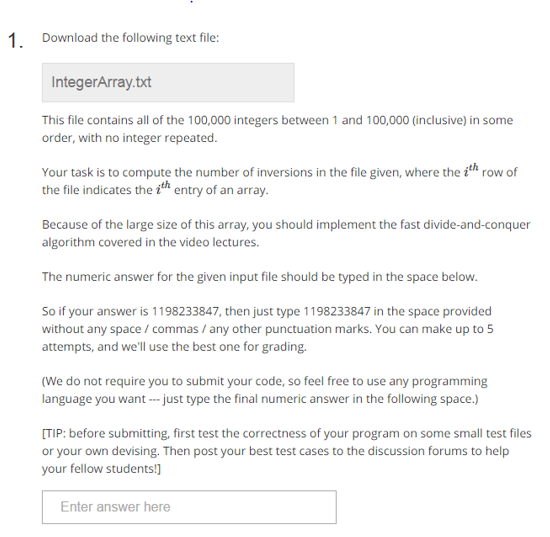 1. Download the following text file:
IntegerArray.txt
This file contains all of the 100,000 integers between 1 and 100,000 (inclusive) in some
order, with no integer repeated.
Your task is to compute the number of inversions in the file given, where the iᵗʰ row of
the file indicates the iᵗʰ entry of an array.
Because of the large size of this array, you should implement the fast divide-and-conquer
algorithm covered in the video lectures.
The numeric answer for the given input file should be typed in the space below.
So if your answer is 1198233847, then just type 1198233847 in the space provided
without any space / commas / any other punctuation marks. You can make up to 5
attempts, and we'll use the best one for grading.
(We do not require you to submit your code, so feel free to use any programming
language you want --- just type the final numeric answer in the following space.)
[TIP: before submitting, first test the correctness of your program on some small test files
or your own devising. Then post your best test cases to the discussion forums to help
your fellow students!]
Enter answer here